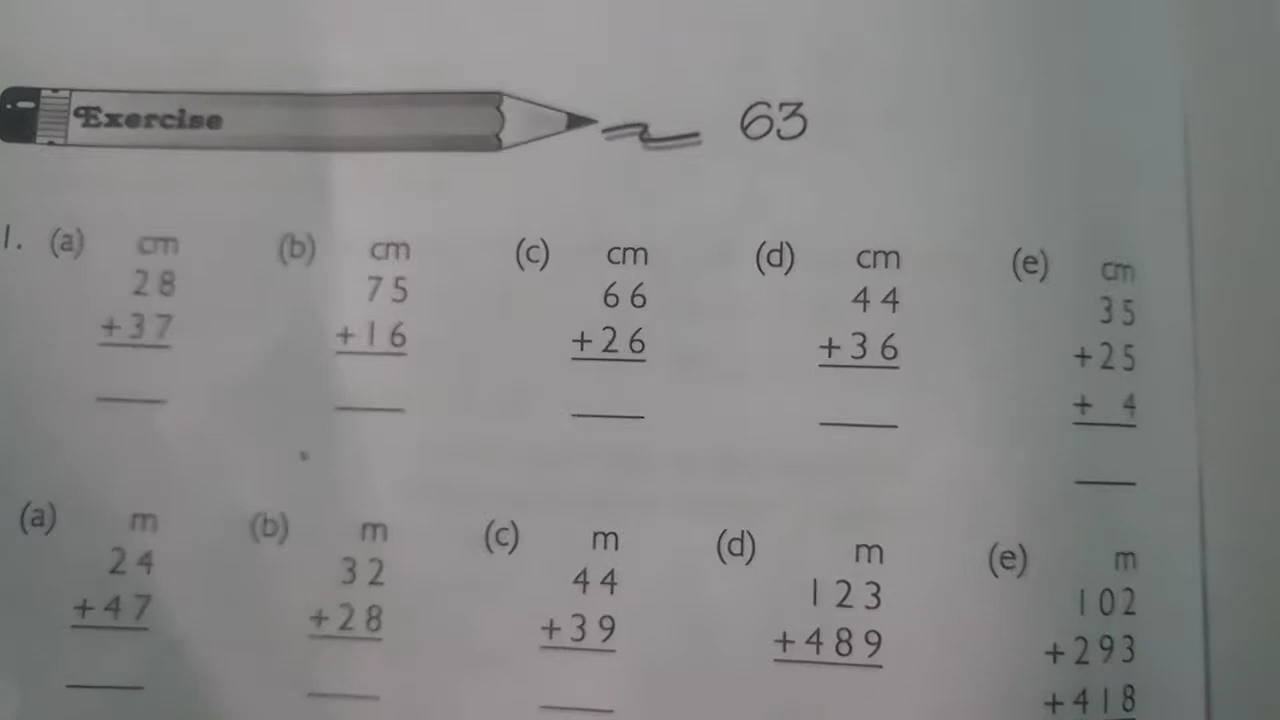 Exercise 63
1. (a) cm (b) cm (c) cm (d) cm (e) cm
28 75 66 44 35
+37 +16 +26 +36 +25
+ 4
(a) m (b) m (c) m (d) m (e) m
24 32 44 123 102
+47 +28 +39 +489 +293
+418